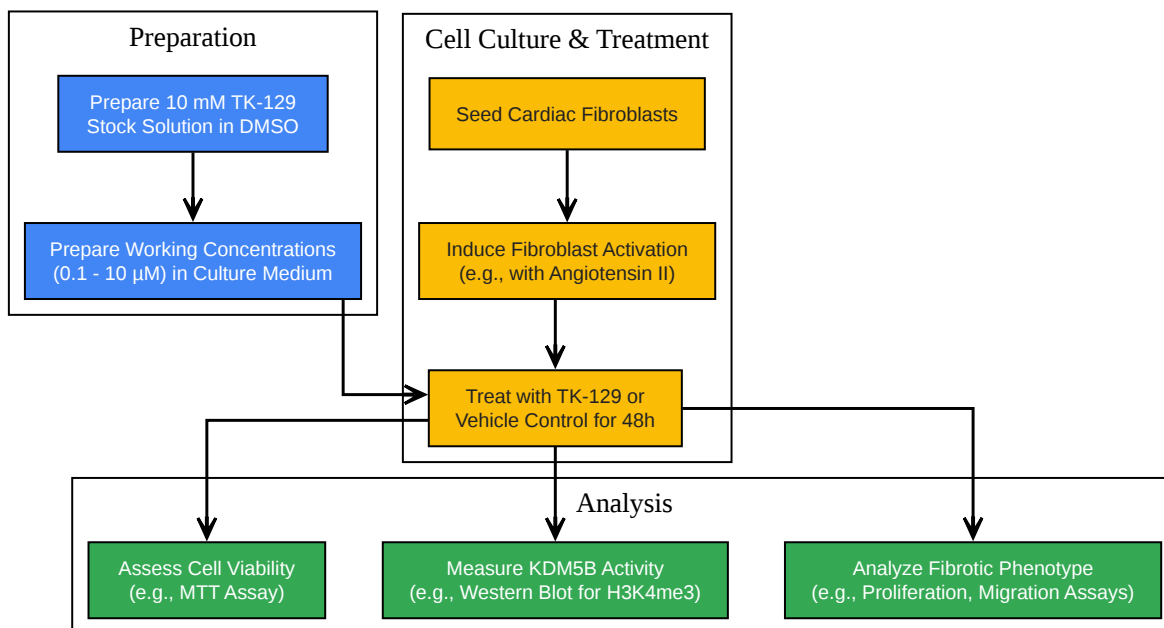 Preparation
Prepare 10 mM TK-129
Stock Solution in DMSO
Prepare Working Concentrations
(0.1 - 10 µM) in Culture Medium
Cell Culture & Treatment
Seed Cardiac Fibroblasts
Induce Fibroblast Activation
(e.g., with Angiotensin II)
Treat with TK-129 or
Vehicle Control for 48h
Analysis
Assess Cell Viability
(e.g., MTT Assay)
Measure KDM5B Activity
(e.g., Western Blot for H3K4me3)
Analyze Fibrotic Phenotype
(e.g., Proliferation, Migration Assays)